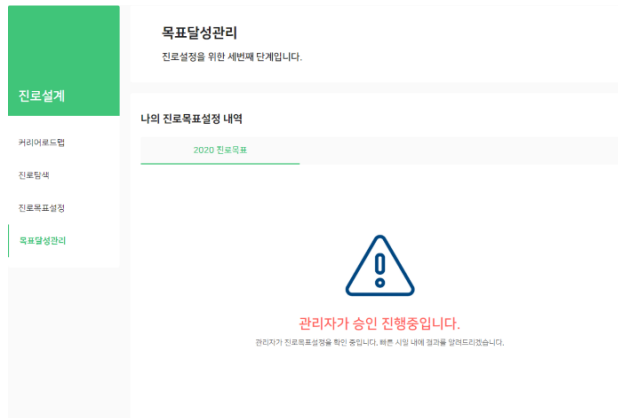 목표달성관리
진로설정을 위한 세번째 단계입니다.
진로설계
나의 진로목표설정 내역
커리어로드맵
2020 진로목표
진로탐색
진로목표설정
목표달성관리
관리자가 승인 진행중입니다.
관리자가 진로목표설정을 확인 중입니다. 빠른 시일 내에 결과를 알려드리겠습니다.